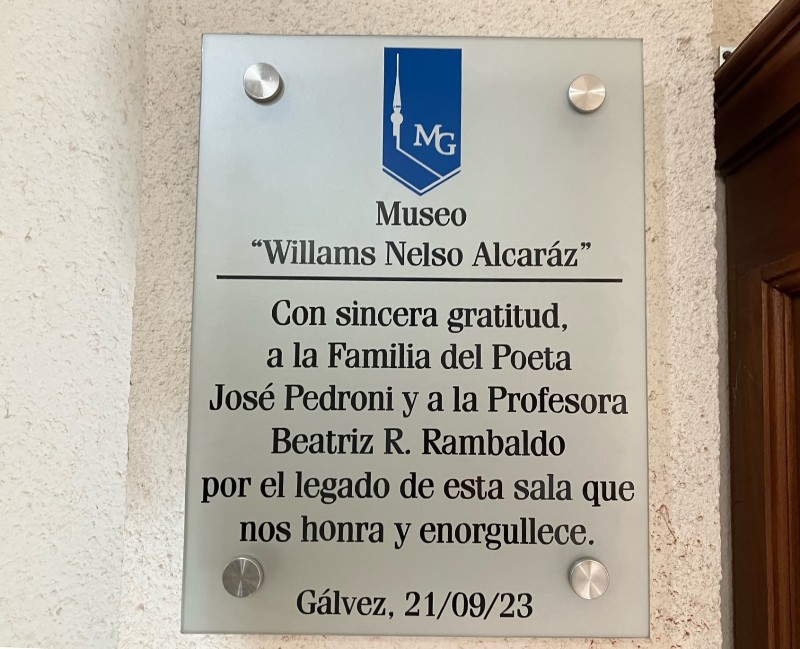 MG
Museo
“Willams Nelso Alcaráz”
Con sincera gratitud,
a la Familia del Poeta
José Pedroni y a la Profesora
Beatriz R. Rambaldo
por el legado de esta sala que
nos honra y enorgullece.
Gálvez, 21/09/23